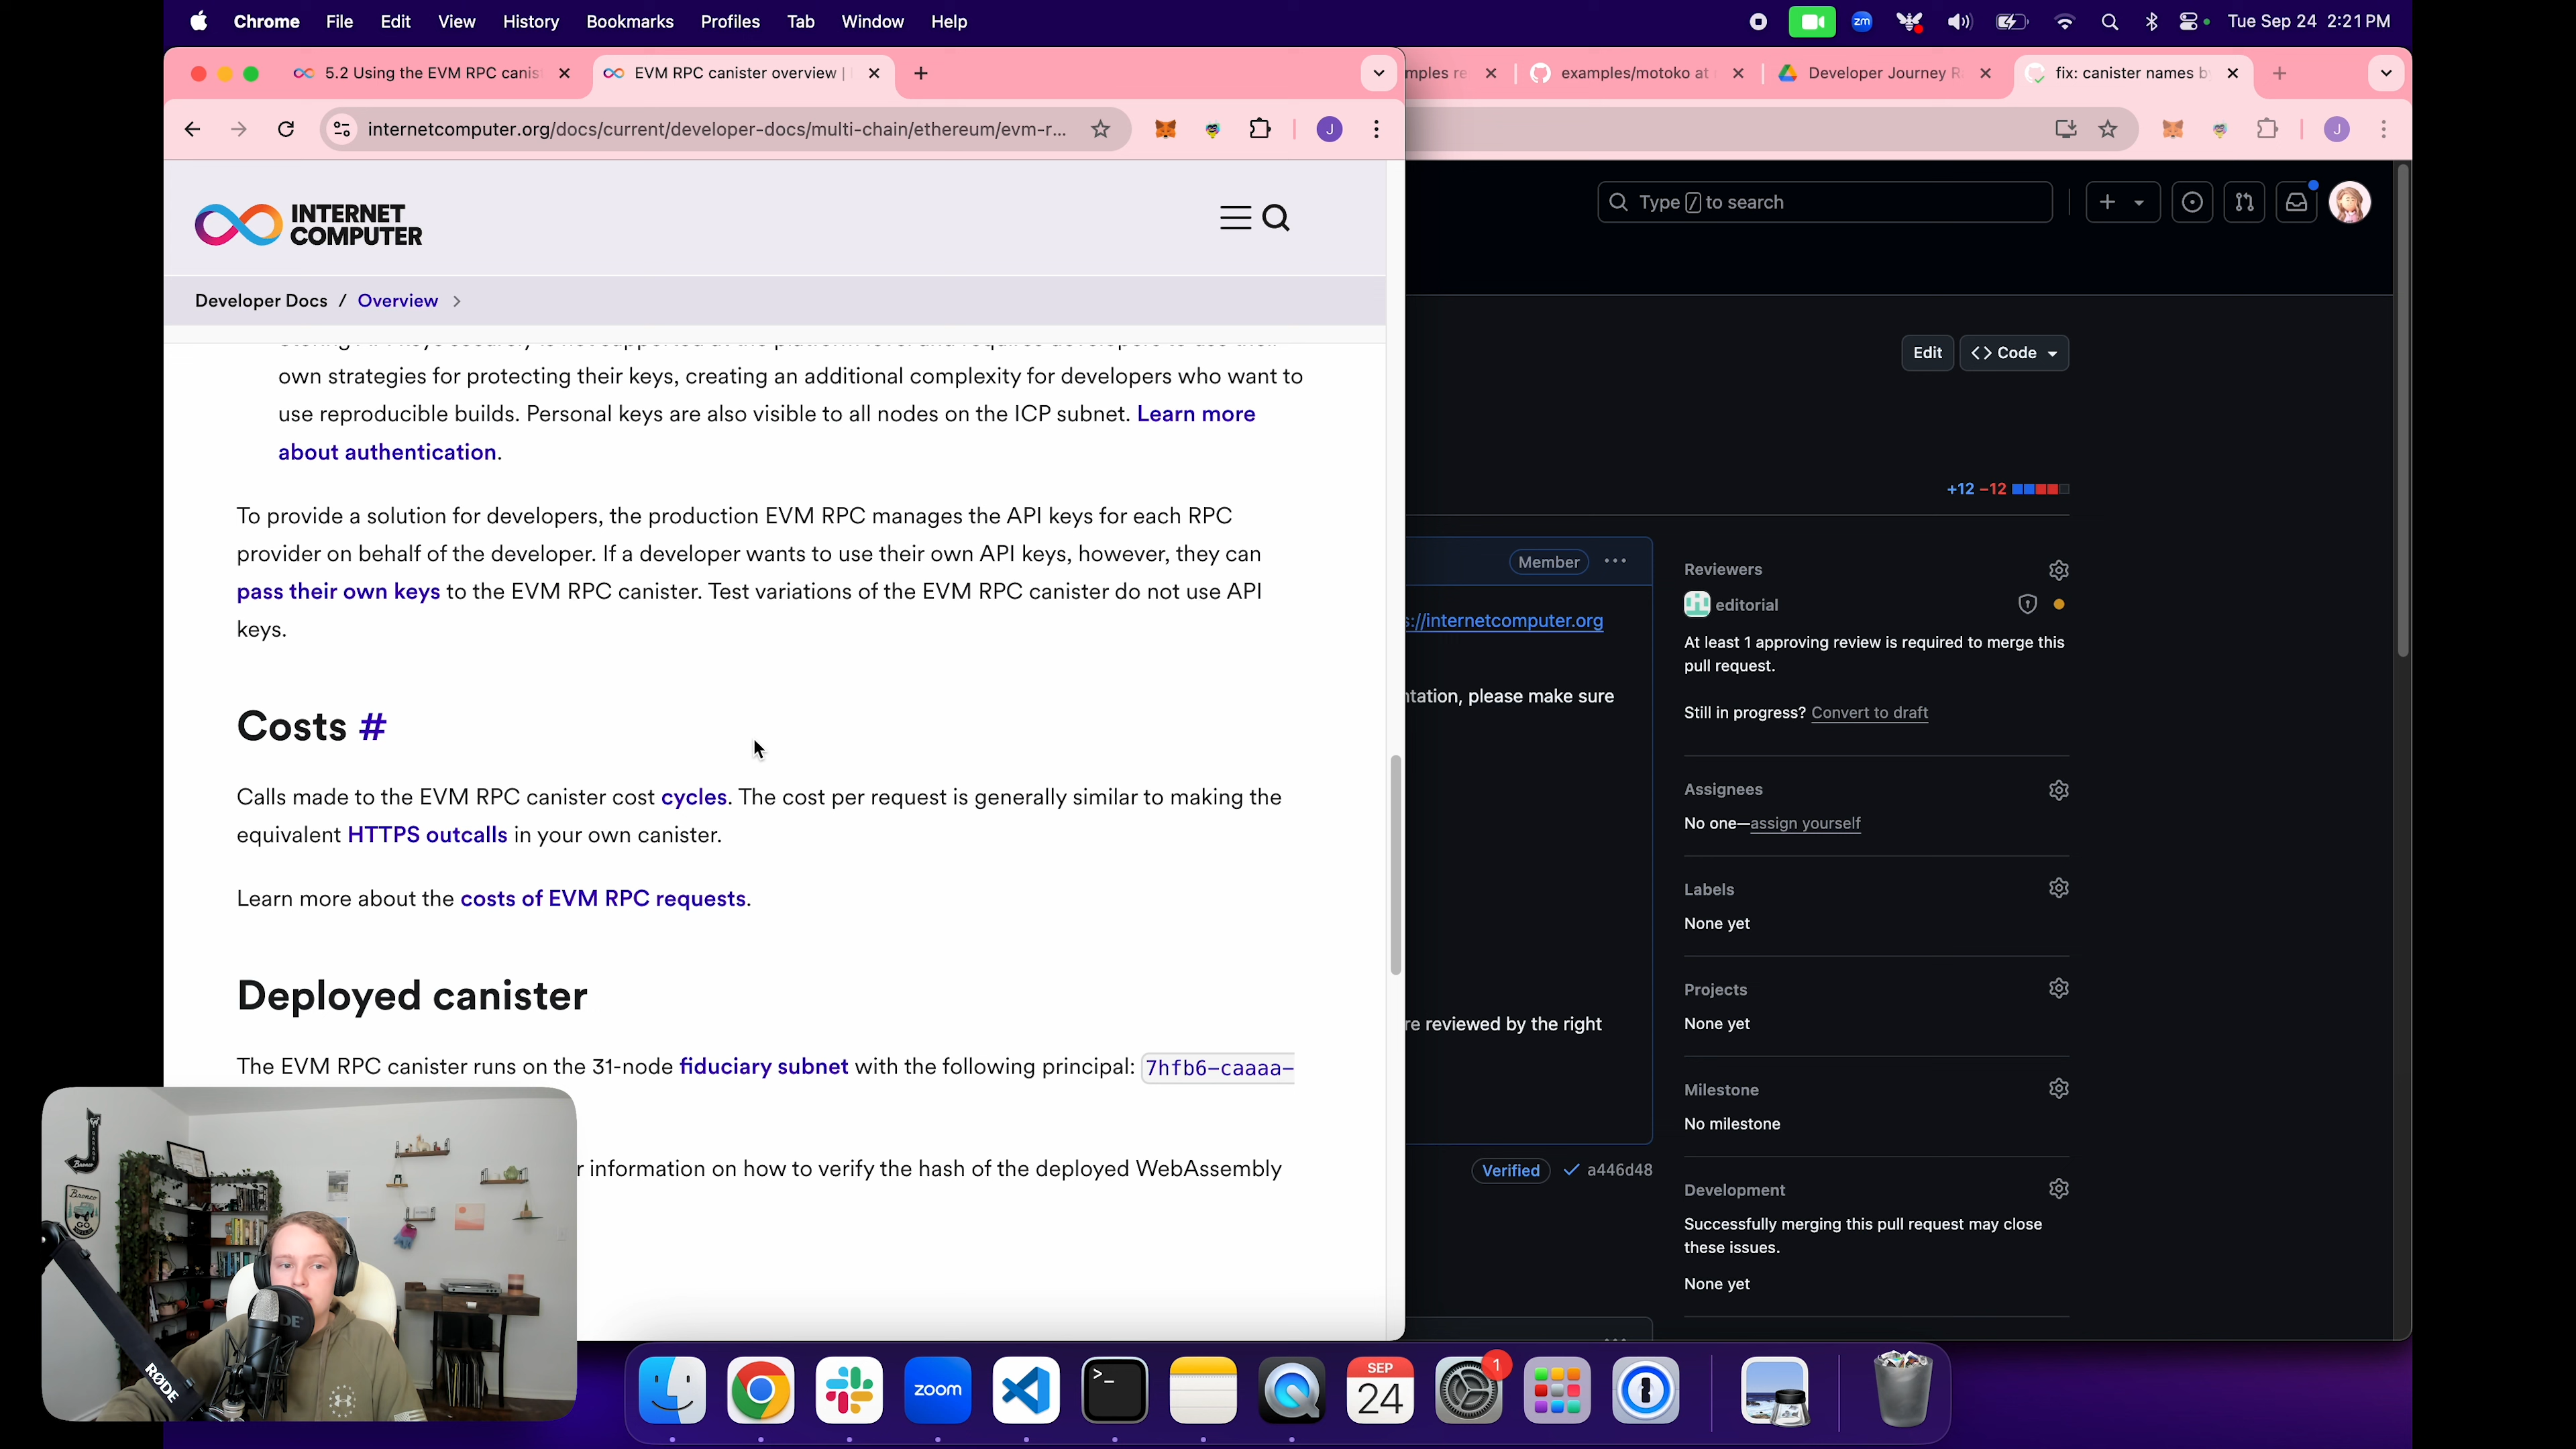 Chrome File Edit View History Bookmarks Profiles Tab Window Help
zm
Tue Sep 24 2:21 PM
5.2 Using the EVM RPC canis
EVM RPC canister overview |
mples re
examples/motoko at
Developer Journey R
fix: canister names b
internetcomputer.org/docs/current/developer-docs/multi-chain/ethereum/evm-r...
J
J
INTERNET
COMPUTER
Type / to search
Developer Docs / Overview >
Edit
<> Code
own strategies for protecting their keys, creating an additional complexity for developers who want to
use reproducible builds. Personal keys are also visible to all nodes on the ICP subnet. Learn more
about authentication.
To provide a solution for developers, the production EVM RPC manages the API keys for each RPC
provider on behalf of the developer. If a developer wants to use their own API keys, however, they can
pass their own keys to the EVM RPC canister. Test variations of the EVM RPC canister do not use API
keys.
Costs #
Calls made to the EVM RPC canister cost cycles. The cost per request is generally similar to making the
equivalent HTTPS outcalls in your own canister.
Learn more about the costs of EVM RPC requests.
Deployed canister
The EVM RPC canister runs on the 31-node fiduciary subnet with the following principal: 7hfb6-caaaa-
r information on how to verify the hash of the deployed WebAssembly
+12 −12
Member
s://internetcomputer.org
ntation, please make sure
re reviewed by the right
Verified
a446d48
Reviewers
editorial
At least 1 approving review is required to merge this
pull request.
Still in progress? Convert to draft
Assignees
No one—assign yourself
Labels
None yet
Projects
None yet
Milestone
No milestone
Development
Successfully merging this pull request may close
these issues.
None yet
Bronco
GO
RØDE
zoom
>_
SEP
24
1